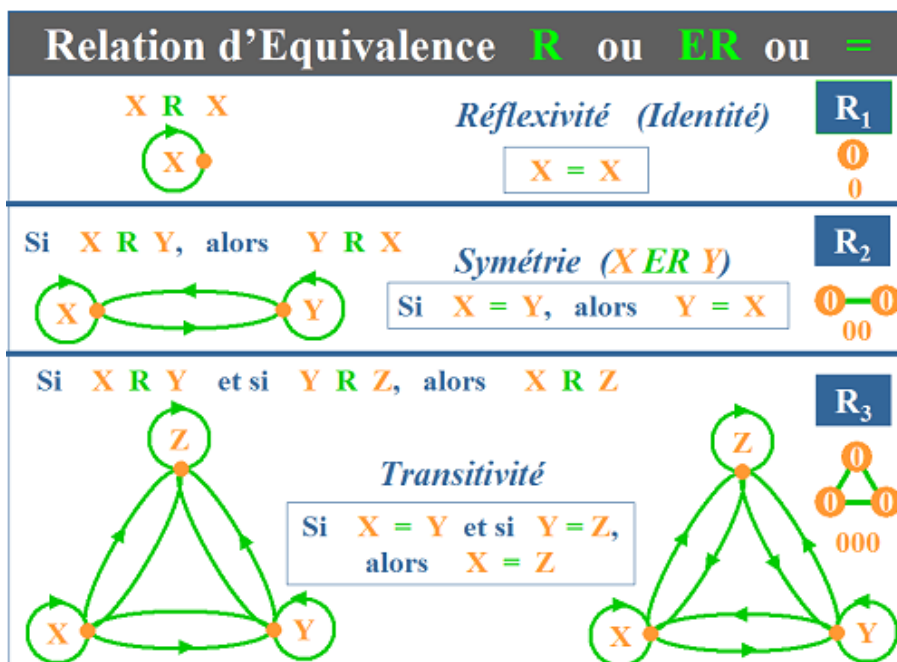 Relation d'Equivalence R ou ER ou =
X R X
X
Réflexivité (Identité)
X = X
R1
0
0
Si X R Y, alors Y R X
X
Y
Symétrie (X ER Y)
Si X = Y, alors Y = X
R2
0 0
00
Si X R Y et si Y R Z, alors X R Z
Z
X
Y
Transitivité
Si X = Y et si Y = Z,
alors X = Z
Z
X
Y
R3
0
0 0
000